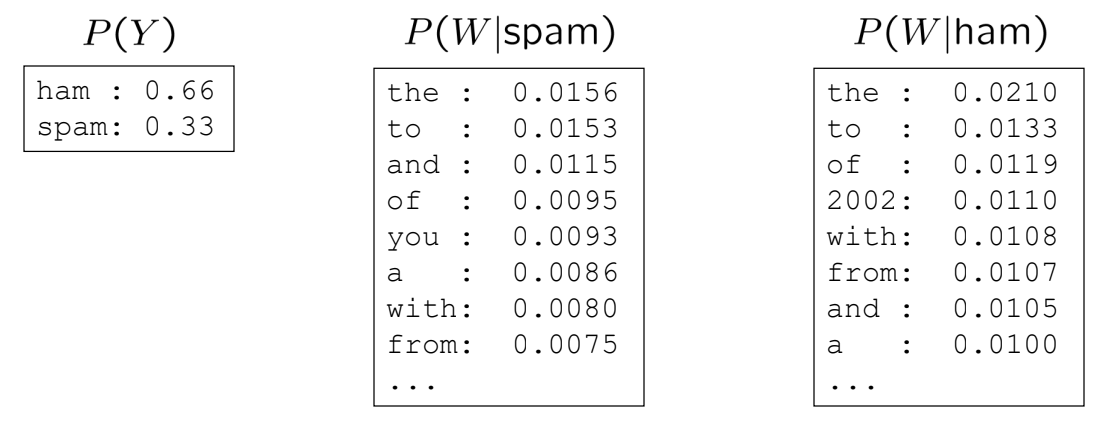 P(Y)
ham : 0.66
spam: 0.33
P(W|spam)
the : 0.0156
to : 0.0153
and : 0.0115
of : 0.0095
you : 0.0093
a : 0.0086
with: 0.0080
from: 0.0075
...
P(W|ham)
the : 0.0210
to : 0.0133
of : 0.0119
2002: 0.0110
with: 0.0108
from: 0.0107
and : 0.0105
a : 0.0100
...